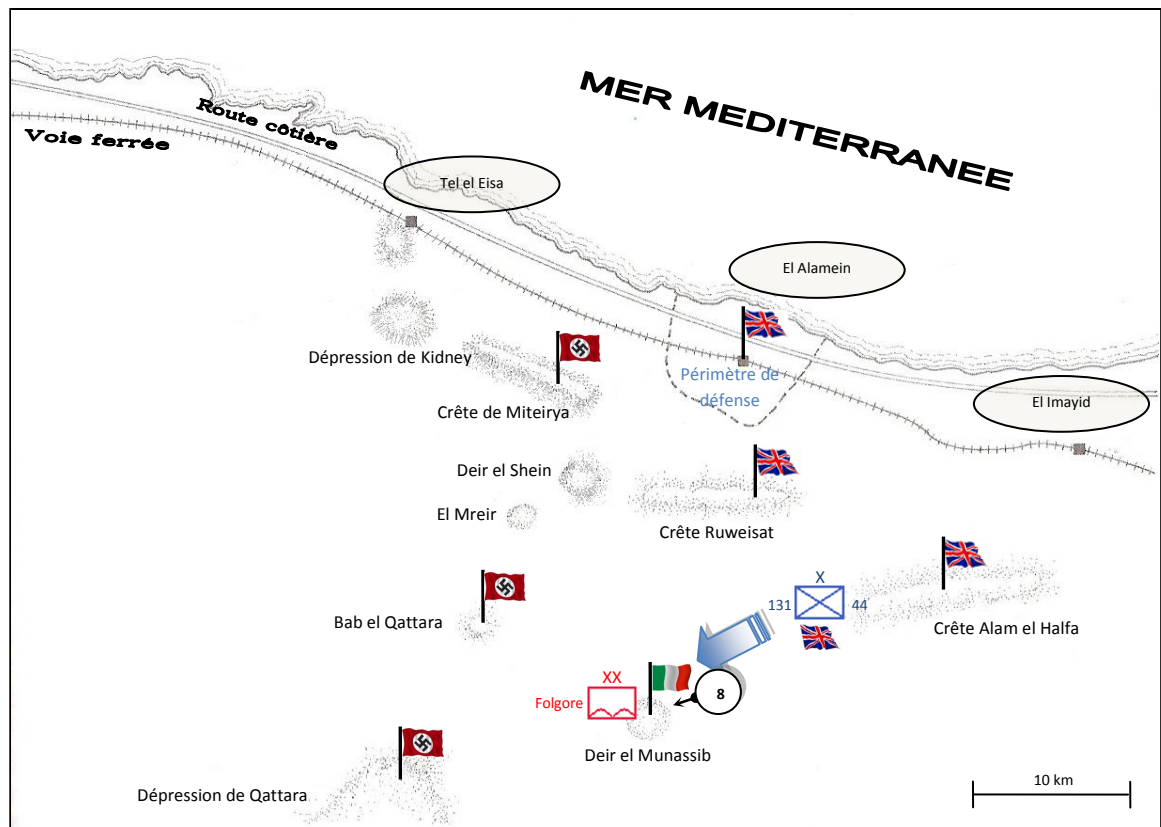 MER MEDITERRANEE
Route côtière
Voie ferrée
Tel el Eisa
El Alamein
Dépression de Kidney
Périmètre de
défense
El Imayid
Crête de Miteirya
Deir el Shein
El Mreir
Crête Ruweisat
X
131
44
Bab el Qattara
Crête Alam el Halfa
XX
Folgore
8
Deir el Munassib
Dépression de Qattara
10 km